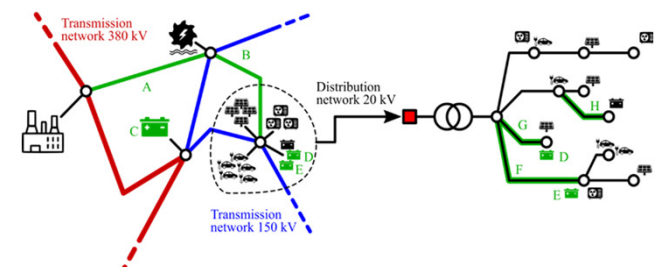 Transmission
network 380 kV
A
B
C
D
E
Transmission
network 150 kV
Distribution
network 20 kV
H
G
D
F
E